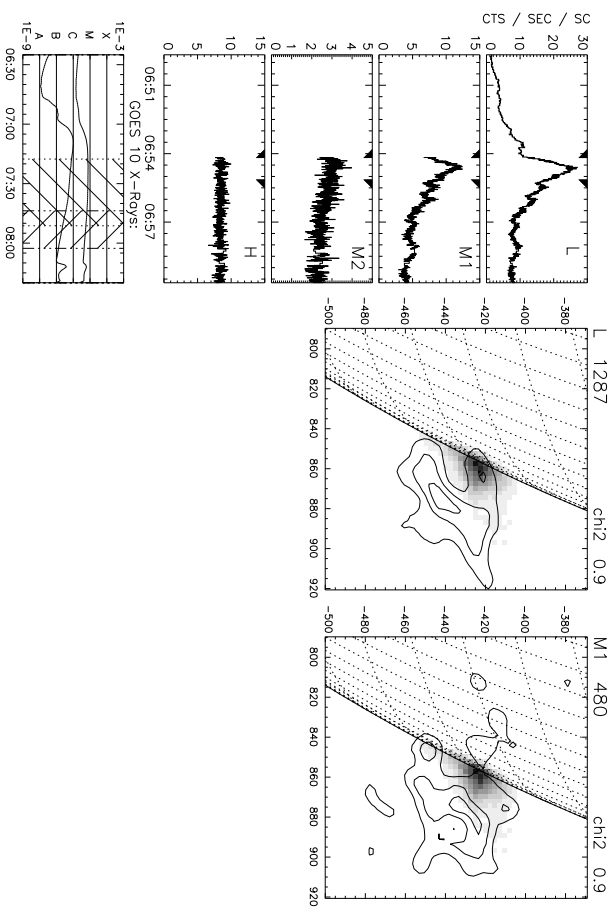 CTS / SEC / SC
L
30
20
10
0
M1
15
10
5
0
M2
5
4
3
2
1
0
H
15
10
5
0
06:51 06:54 06:57
GOES 10 X-Rays:
1E-3
X
M
C
B
A
1E-9
06:30 07:00 07:30 08:00
L 1287 chi2 0.9
-380
-400
-420
-440
-460
-480
-500
800 820 840 860 880 900 920
M1 480 chi2 0.9
-380
-400
-420
-440
-460
-480
-500
800 820 840 860 880 900 920